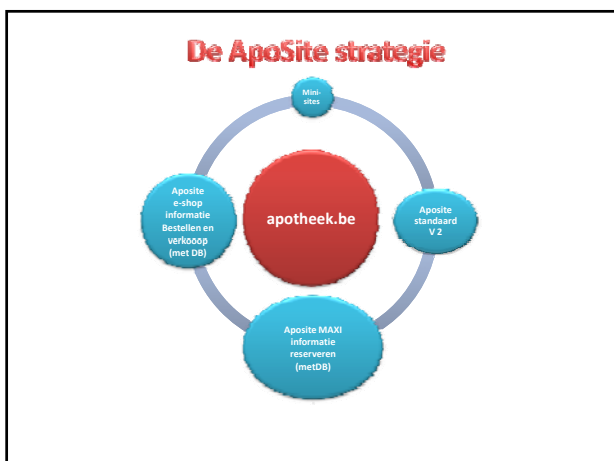 De ApoSite strategie
Mini-
sites
Aposite
e-shop
informatie
Bestellen en
verkooop
(met DB)
apotheek.be
Aposite
standaard
V 2
Aposite MAXI
informatie
reserveren
(metDB)